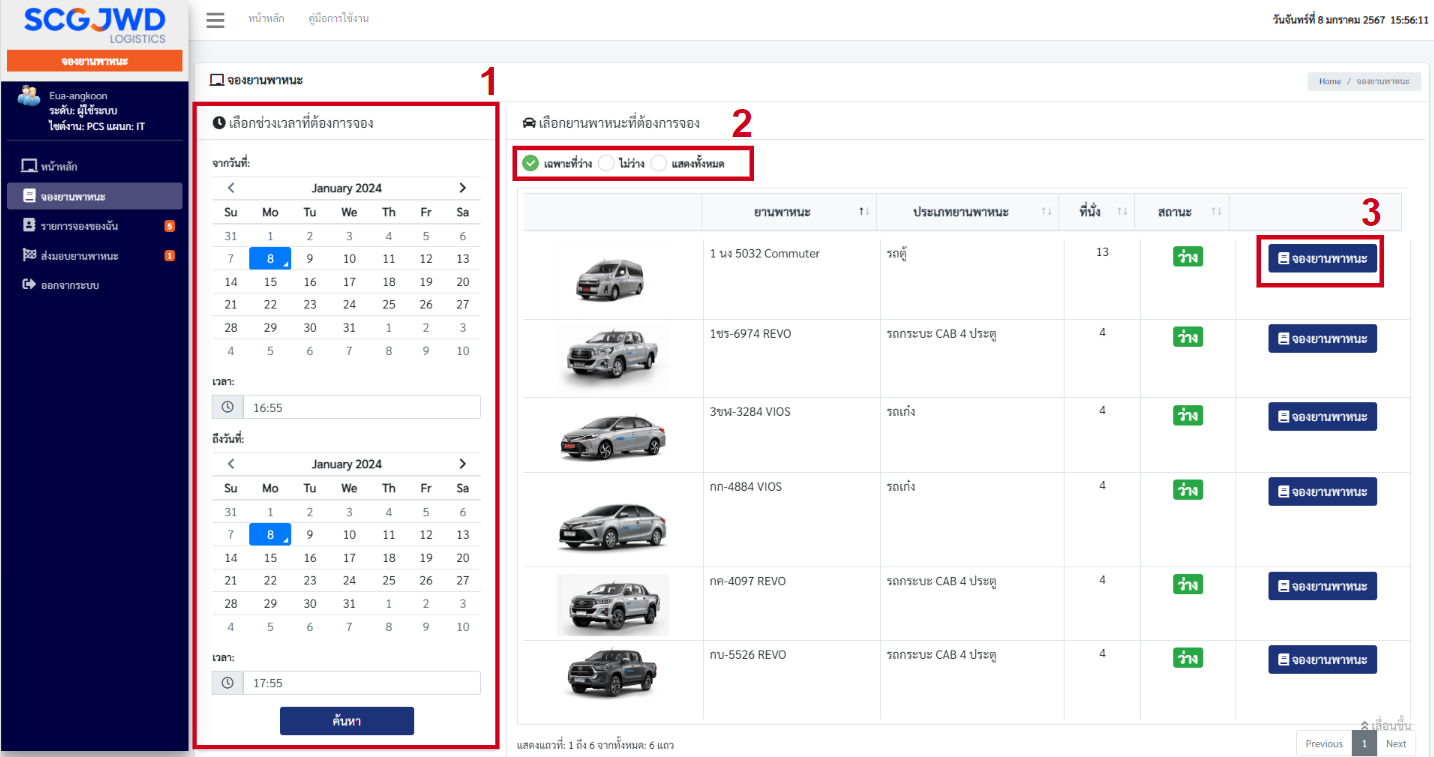 SCGJWD
LOGISTICS
จองยานพาหนะ
Eua-angkoon
ระดับ: ผู้ใช้ระบบ
ไซต์งาน: PCS แผนก: IT
หน้าหลัก
จองยานพาหนะ
รายการจองของฉัน 5
ส่งมอบยานพาหนะ 1
ออกจากระบบ
หน้าหลัก คู่มือการใช้งาน
วันจันทร์ที่ 8 มกราคม 2567 15:56:11
จองยานพาหนะ
Home / จองยานพาหนะ
1
เลือกช่วงเวลาที่ต้องการจอง
จากวันที่:
January 2024
Su Mo Tu We Th Fr Sa
31 1 2 3 4 5 6
7 8 9 10 11 12 13
14 15 16 17 18 19 20
21 22 23 24 25 26 27
28 29 30 31 1 2 3
4 5 6 7 8 9 10
เวลา:
16:55
ถึงวันที่:
January 2024
Su Mo Tu We Th Fr Sa
31 1 2 3 4 5 6
7 8 9 10 11 12 13
14 15 16 17 18 19 20
21 22 23 24 25 26 27
28 29 30 31 1 2 3
4 5 6 7 8 9 10
เวลา:
17:55
ค้นหา
เลือกยานพาหนะที่ต้องการจอง
2
เฉพาะที่ว่าง ไม่ว่าง แสดงทั้งหมด
ยานพาหนะ ประเภทยานพาหนะ ที่นั่ง สถานะ
3
1 นง 5032 Commuter รถตู้ 13 ว่าง จองยานพาหนะ
1ชร-6974 REVO รถกระบะ CAB 4 ประตู 4 ว่าง จองยานพาหนะ
3ขฬ-3284 VIOS รถเก๋ง 4 ว่าง จองยานพาหนะ
กก-4884 VIOS รถเก๋ง 4 ว่าง จองยานพาหนะ
กค-4097 REVO รถกระบะ CAB 4 ประตู 4 ว่าง จองยานพาหนะ
กบ-5526 REVO รถกระบะ CAB 4 ประตู 4 ว่าง จองยานพาหนะ
เลื่อนขึ้น
แสดงแถวที่: 1 ถึง 6 จากทั้งหมด: 6 แถว
Previous 1 Next